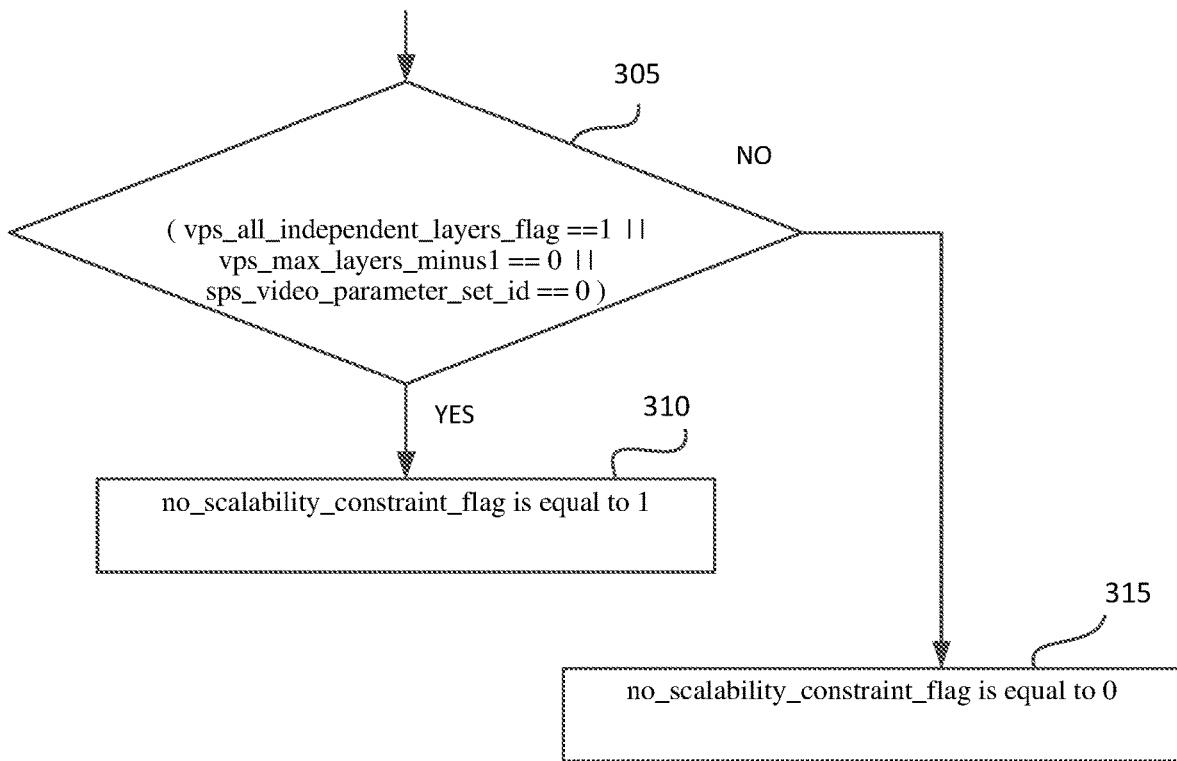 305
NO
( vps_all_independent_layers_flag ==1 ||
vps_max_layers_minus1 == 0 ||
sps_video_parameter_set_id == 0 )
YES
310
no_scalability_constraint_flag is equal to 1
315
no_scalability_constraint_flag is equal to 0